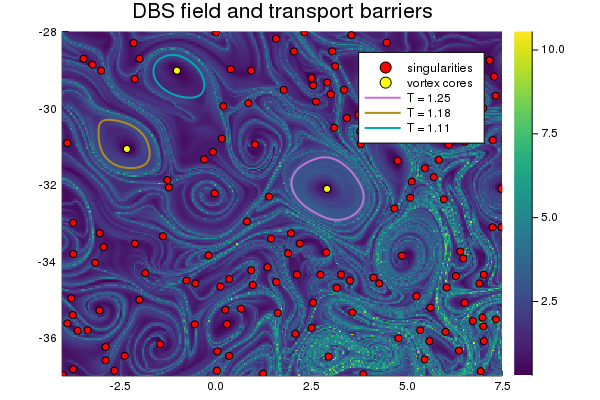 DBS field and transport barriers
-28
-30
-32
-34
-36
-2.5
0.0
2.5
5.0
7.5
singularities
vortex cores
T = 1.25
T = 1.18
T = 1.11
10.0
7.5
5.0
2.5